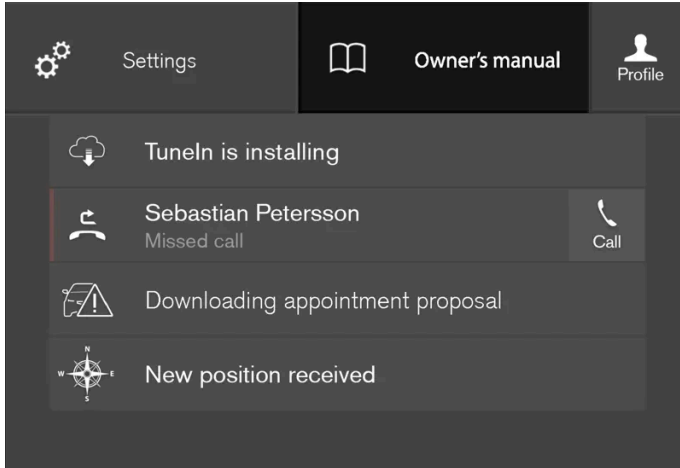 Settings
Owner's manual
Profile
TuneIn is installing
Sebastian Petersson
Missed call
Call
Downloading appointment proposal
N
W E
S
New position received